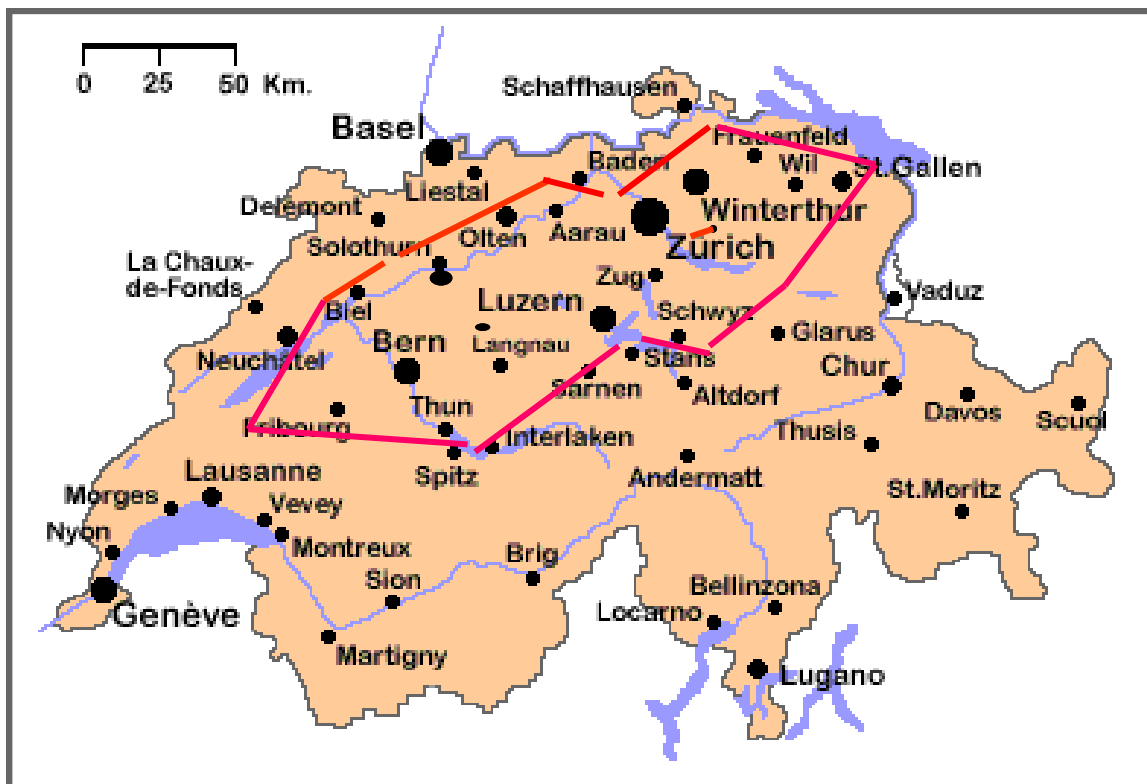 0 25 50 Km.
Schaffhausen
Basel
Frauenfeld
Baden
Wil
St.Gallen
Liestal
Delémont
Winterthur
Solothurn
Olten
Aarau
Zürich
La Chaux-
de-Fonds
Zug
Vaduz
Biel
Luzern
Schwyz
Glarus
Bern
Langnau
Neuchâtel
Stans
Chur
Sarnen
Altdorf
Thun
Davos
Scuol
Fribourg
Interlaken
Thusis
Spitz
Lausanne
Andermatt
Morges
Vevey
St.Moritz
Nyon
Montreux
Brig
Sion
Bellinzona
Genève
Locarno
Martigny
Lugano